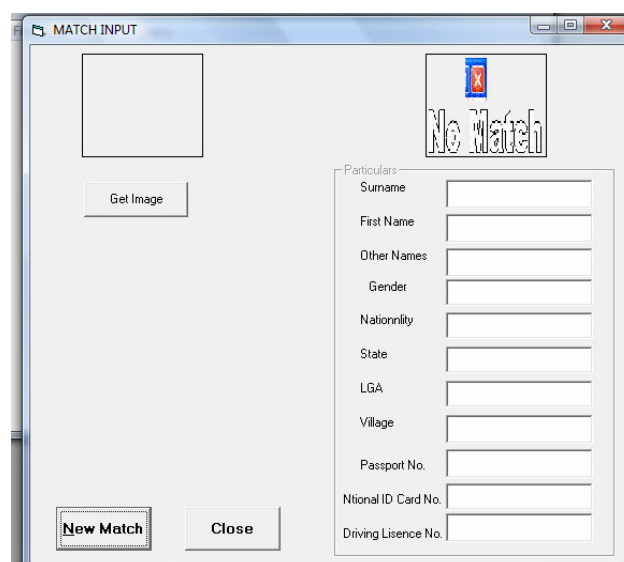 MATCH INPUT
No Match
Get Image
Particulars
Surname
First Name
Other Names
Gender
Nationnlity
State
LGA
Village
Passport No.
Ntional ID Card No.
Driving Lisence No.
New Match
Close